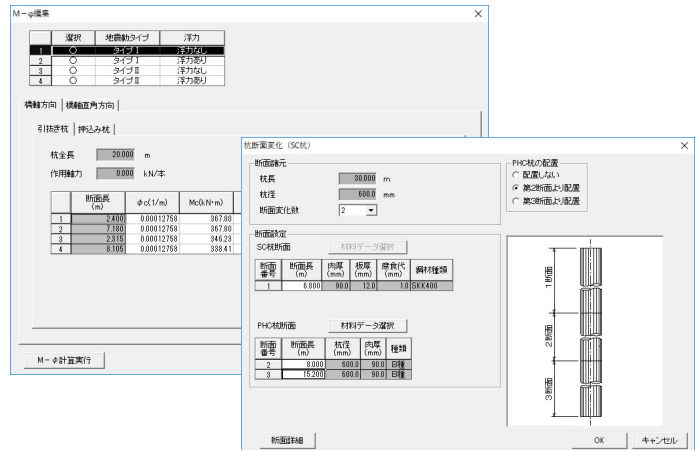 M－φ編集
選択 地震動タイプ 浮力
1 ○ タイプⅠ 浮力なし
2 ○ タイプⅠ 浮力あり
3 ○ タイプⅡ 浮力なし
4 ○ タイプⅡ 浮力あり
橋軸方向 橋軸直角方向
引抜き杭 押込み杭
杭全長 20.000 m
作用軸力 0.000 kN/本
断面長(m) φc(1/m) Mc(kN・m)
1 2.400 0.00012758 367.80
2 7.180 0.00012758 367.80
3 2.315 0.00012758 346.23
4 8.105 0.00012758 338.41
M－φ計算実行
杭断面変化（SC杭）
断面諸元
杭長 30.000 m
杭径 600.0 mm
断面変化数 2
PHC杭の配置
配置しない
第2断面より配置
第3断面より配置
断面設定
SC杭断面 材料データ選択
断面番号 断面長(m) 肉厚(mm) 板厚(mm) 腐食代(mm) 鋼材種類
1 6.800 90.0 12.0 1.0 SKK400
PHC杭断面 材料データ選択
断面番号 断面長(m) 杭径(mm) 肉厚(mm) 種類
2 8.000 600.0 90.0 B種
3 15.200 600.0 90.0 B種
1断面
2断面
3断面
断面詳細
OK キャンセル